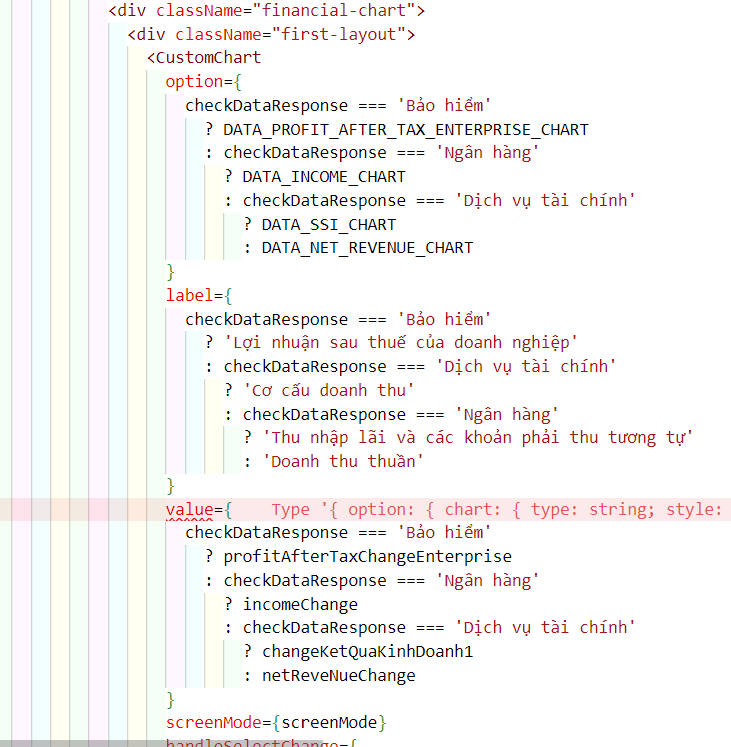 <div className="financial-chart">
<div className="first-layout">
<CustomChart
option={
checkDataResponse === 'Bảo hiểm'
? DATA_PROFIT_AFTER_TAX_ENTERPRISE_CHART
: checkDataResponse === 'Ngân hàng'
? DATA_INCOME_CHART
: checkDataResponse === 'Dịch vụ tài chính'
? DATA_SSI_CHART
: DATA_NET_REVENUE_CHART
}
label={
checkDataResponse === 'Bảo hiểm'
? 'Lợi nhuận sau thuế của doanh nghiệp'
: checkDataResponse === 'Dịch vụ tài chính'
? 'Cơ cấu doanh thu'
: checkDataResponse === 'Ngân hàng'
? 'Thu nhập lãi và các khoản phải thu tương tự'
: 'Doanh thu thuần'
}
value={ Type '{ option: { chart: { type: string; style:
checkDataResponse === 'Bảo hiểm'
? profitAfterTaxChangeEnterprise
: checkDataResponse === 'Ngân hàng'
? incomeChange
: checkDataResponse === 'Dịch vụ tài chính'
? changeKetQuaKinhDoanh1
: netReveNueChange
}
screenMode={screenMode}
handleSelectChange={